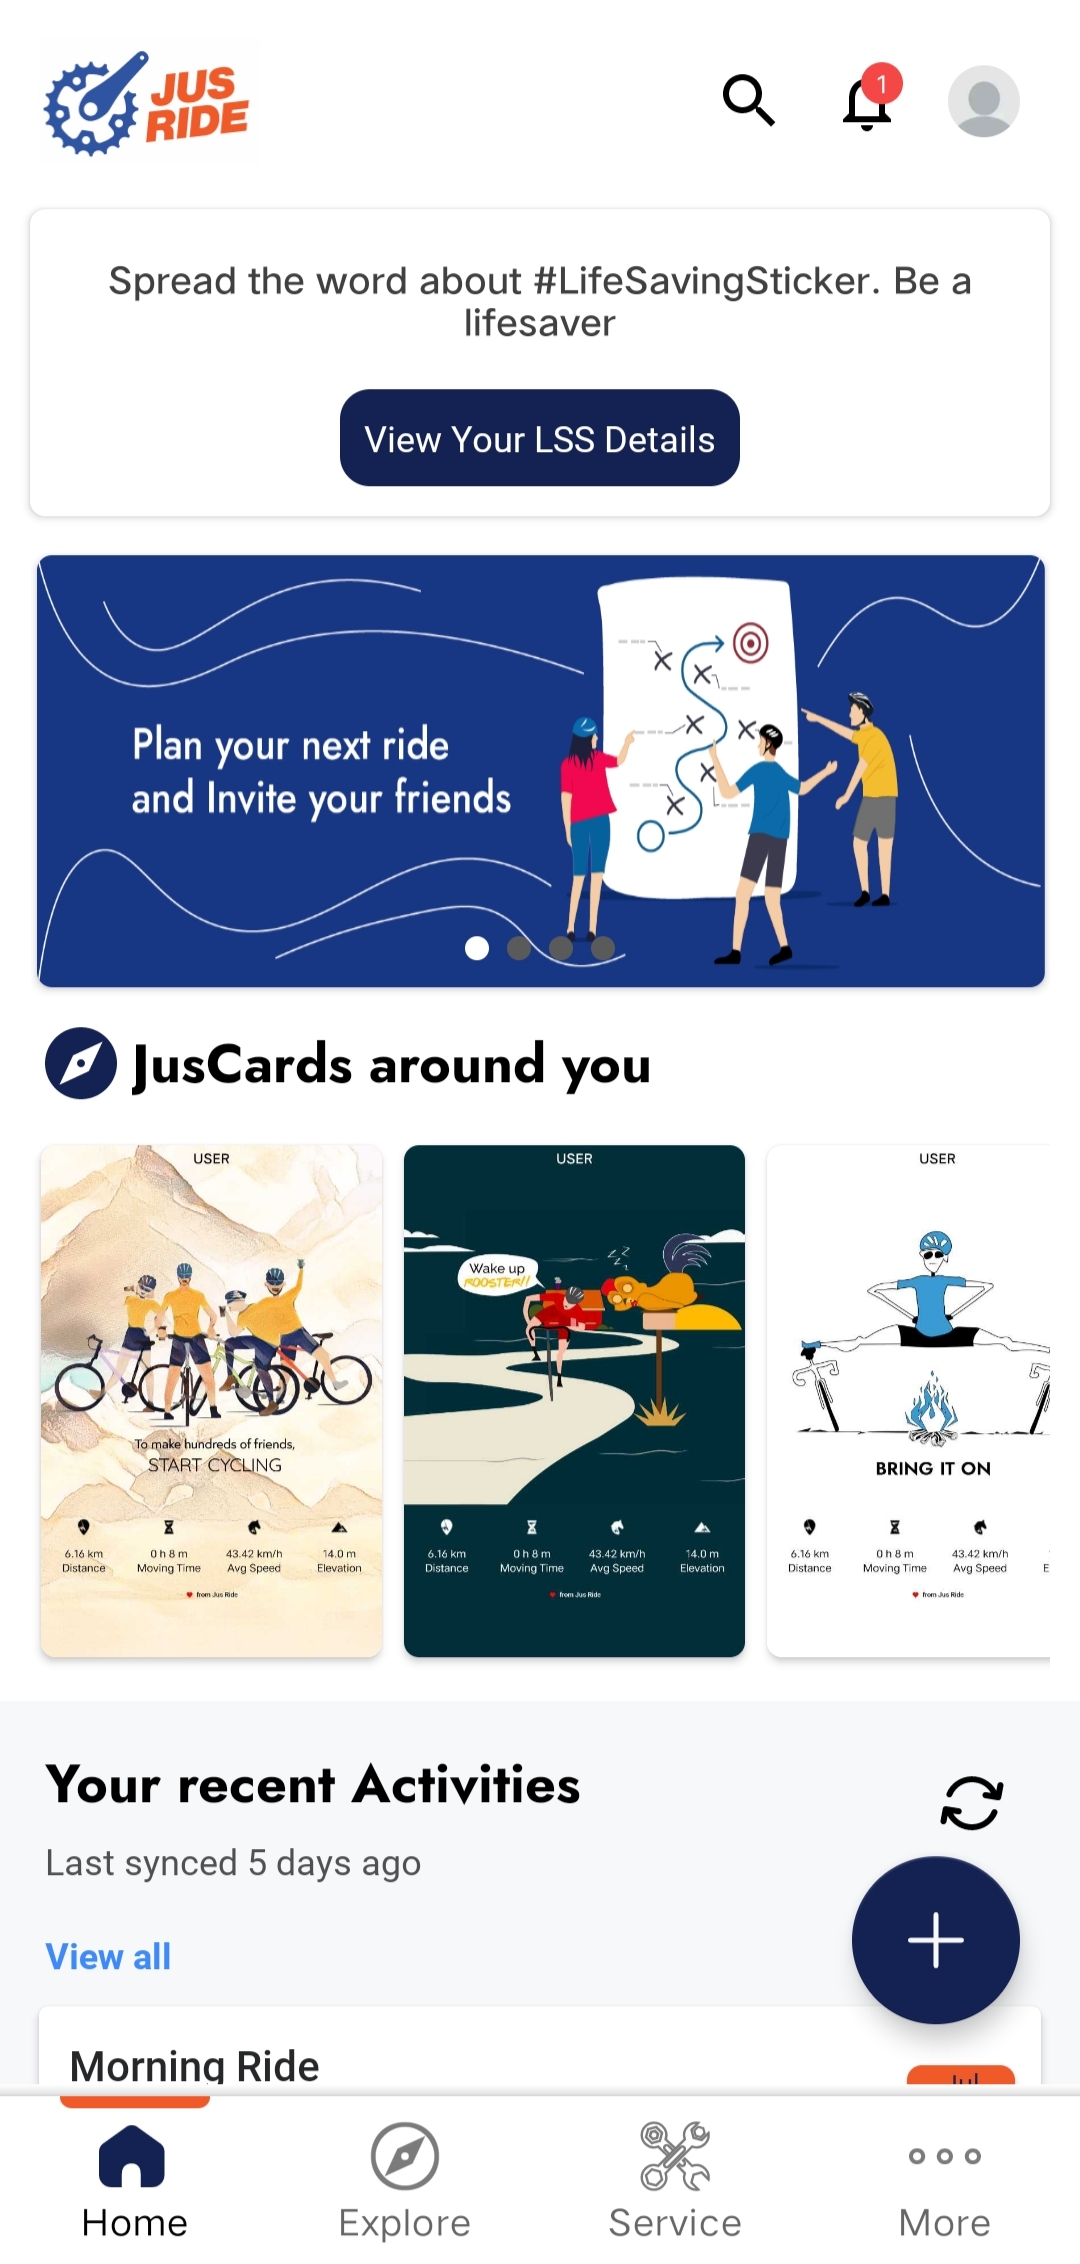 JUS
RIDE
1
Spread the word about #LifeSavingSticker. Be a
lifesaver
View Your LSS Details
Plan your next ride
and Invite your friends
JusCards around you
USER
To make hundreds of friends,
START CYCLING
6.16 km
Distance
0 h 8 m
Moving Time
43.42 km/h
Avg Speed
14.0 m
Elevation
from Jus Ride
USER
Wake up
ROOSTER!!
zzz
6.16 km
Distance
0 h 8 m
Moving Time
43.42 km/h
Avg Speed
14.0 m
Elevation
from Jus Ride
USER
BRING IT ON
6.16 km
Distance
0 h 8 m
Moving Time
43.42 km/h
Avg Speed
E
from Jus Ride
Your recent Activities
Last synced 5 days ago
View all
Morning Ride
Home
Explore
Service
More